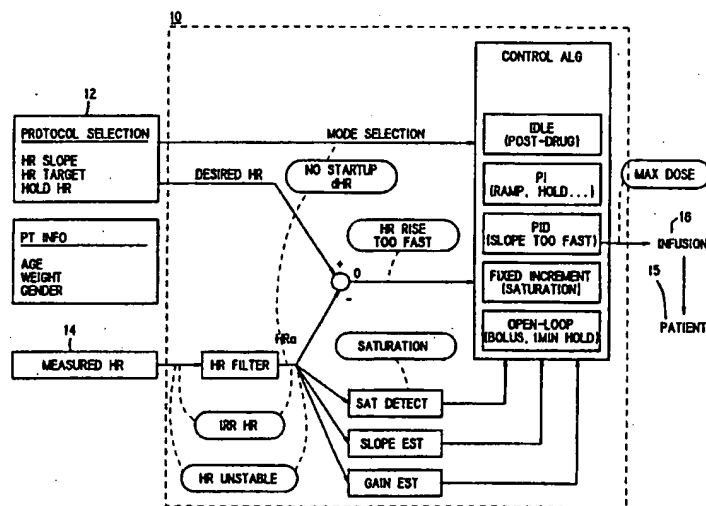 10
CONTROL ALG
12
PROTOCOL SELECTION
HR SLOPE
HR TARGET
HOLD HR
MODE SELECTION
DESIRED HR
NO STARTUP
dHR
IDLE
(POST-DRUG)
PI
(RAMP, HOLD...)
MAX DOSE
PT INFO
AGE
WEIGHT
GENDER
HR RISE
TOO FAST
+
0
-
PID
(SLOPE TOO FAST)
16
INFUSION
FIXED INCREMENT
(SATURATION)
15
PATIENT
OPEN-LOOP
(BOLUS, 1MIN HOLD)
14
MEASURED HR
HR FILTER
HRa
SATURATION
SAT DETECT
IRR HR
SLOPE EST
HR UNSTABLE
GAIN EST